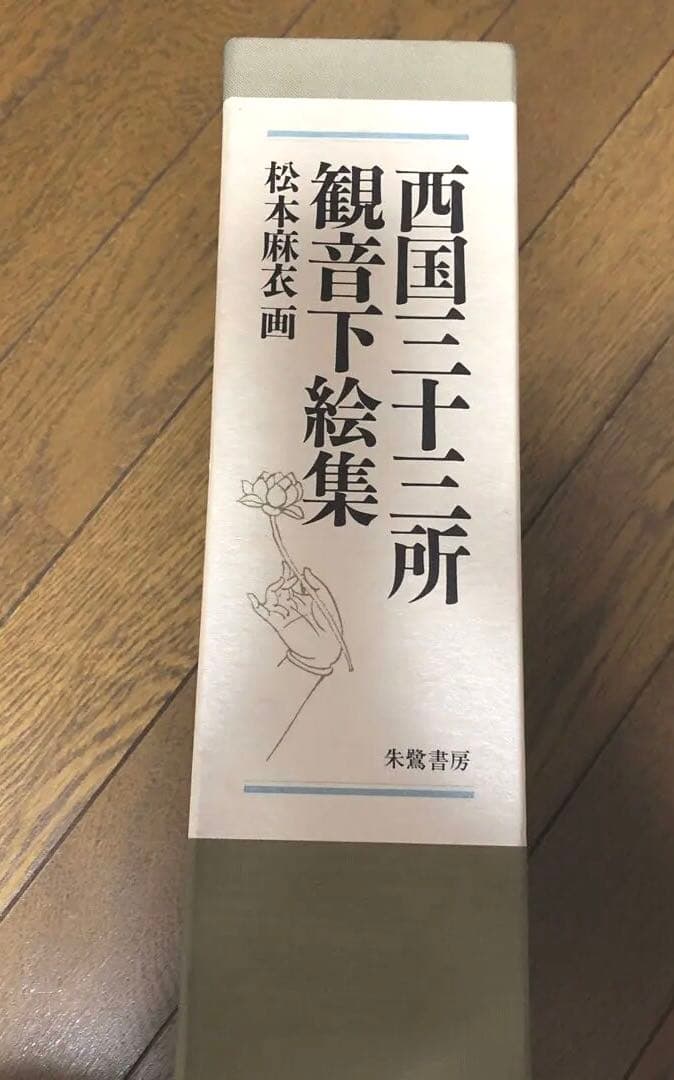 西国三十三所
観音下絵集
松本麻衣 画
朱鷺書房